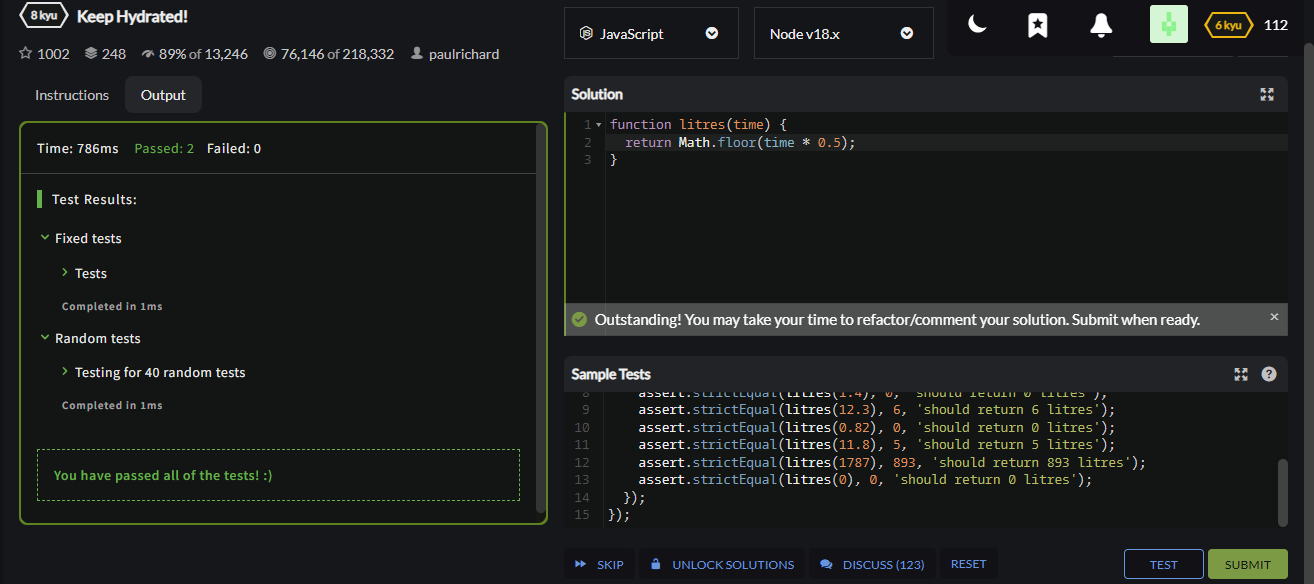 8 kyu Keep Hydrated!
1002 248 89% of 13,246 76,146 of 218,332 paulrichard
Instructions Output
Time: 786ms Passed: 2 Failed: 0
Test Results:
Fixed tests
Tests
Completed in 1ms
Random tests
Testing for 40 random tests
Completed in 1ms
You have passed all of the tests! :)
JavaScript Node v18.x
6 kyu 112
Solution
1 function litres(time) {
2 return Math.floor(time * 0.5);
3 }
Outstanding! You may take your time to refactor/comment your solution. Submit when ready. ×
Sample Tests ?
8 assert.strictEqual(litres(1.4), 0, 'should return 0 litres');
9 assert.strictEqual(litres(12.3), 6, 'should return 6 litres');
10 assert.strictEqual(litres(0.82), 0, 'should return 0 litres');
11 assert.strictEqual(litres(11.8), 5, 'should return 5 litres');
12 assert.strictEqual(litres(1787), 893, 'should return 893 litres');
13 assert.strictEqual(litres(0), 0, 'should return 0 litres');
14 });
15 });
SKIP UNLOCK SOLUTIONS DISCUSS (123) RESET TEST SUBMIT